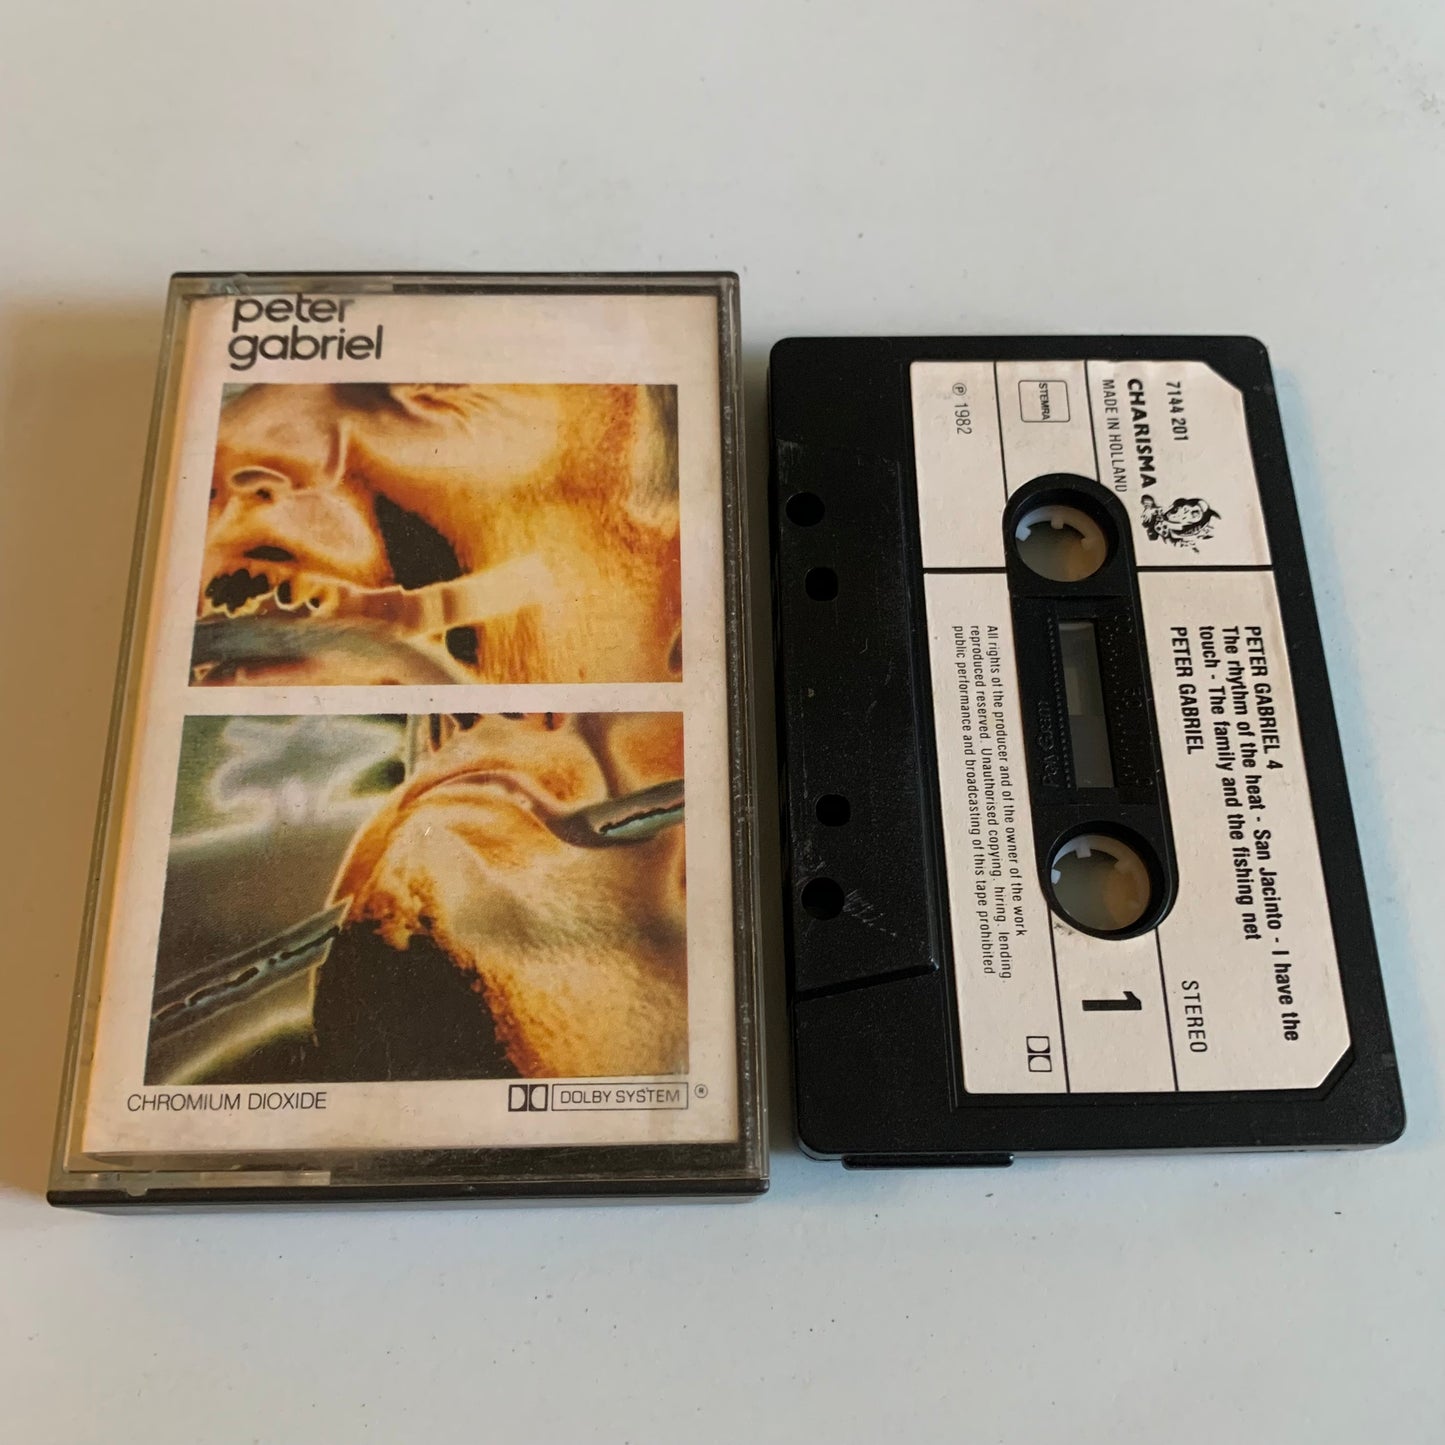 peter
gabriel
CHROMIUM DIOXIDE
DOLBY SYSTEM ®
7144 201
CHARISMA
MADE IN HOLLAND
STEMRA
℗ 1982
PETER GABRIEL 4
The rhythm of the heat - San Jacinto - I have the
touch - The family and the fishing net
PETER GABRIEL
STEREO
1
All rights of the producer and of the owner of the work
reproduced reserved. Unauthorised copying. hiring. lending.
public performance and broadcasting of this tape prohibited
50